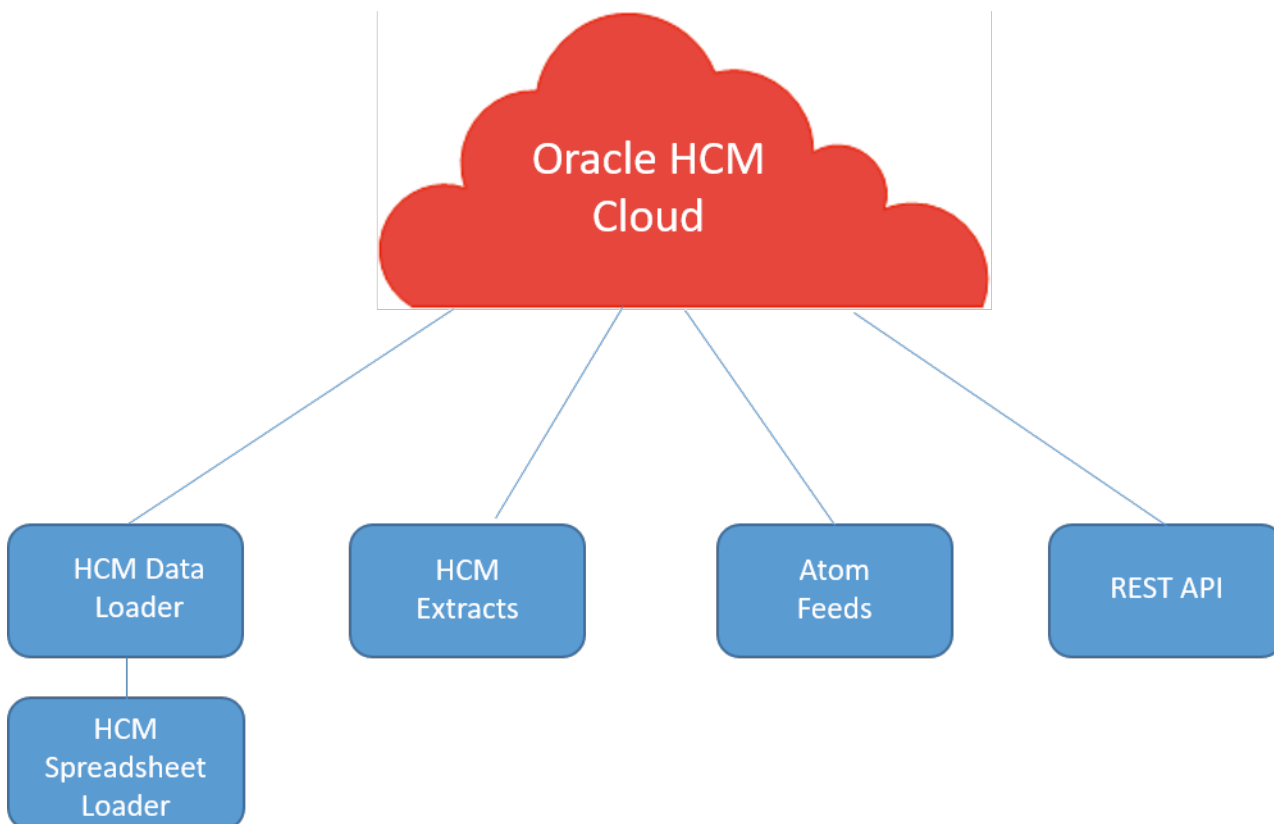 Oracle HCM
Cloud
HCM Data
Loader
HCM
Extracts
Atom
Feeds
REST API
HCM
Spreadsheet
Loader